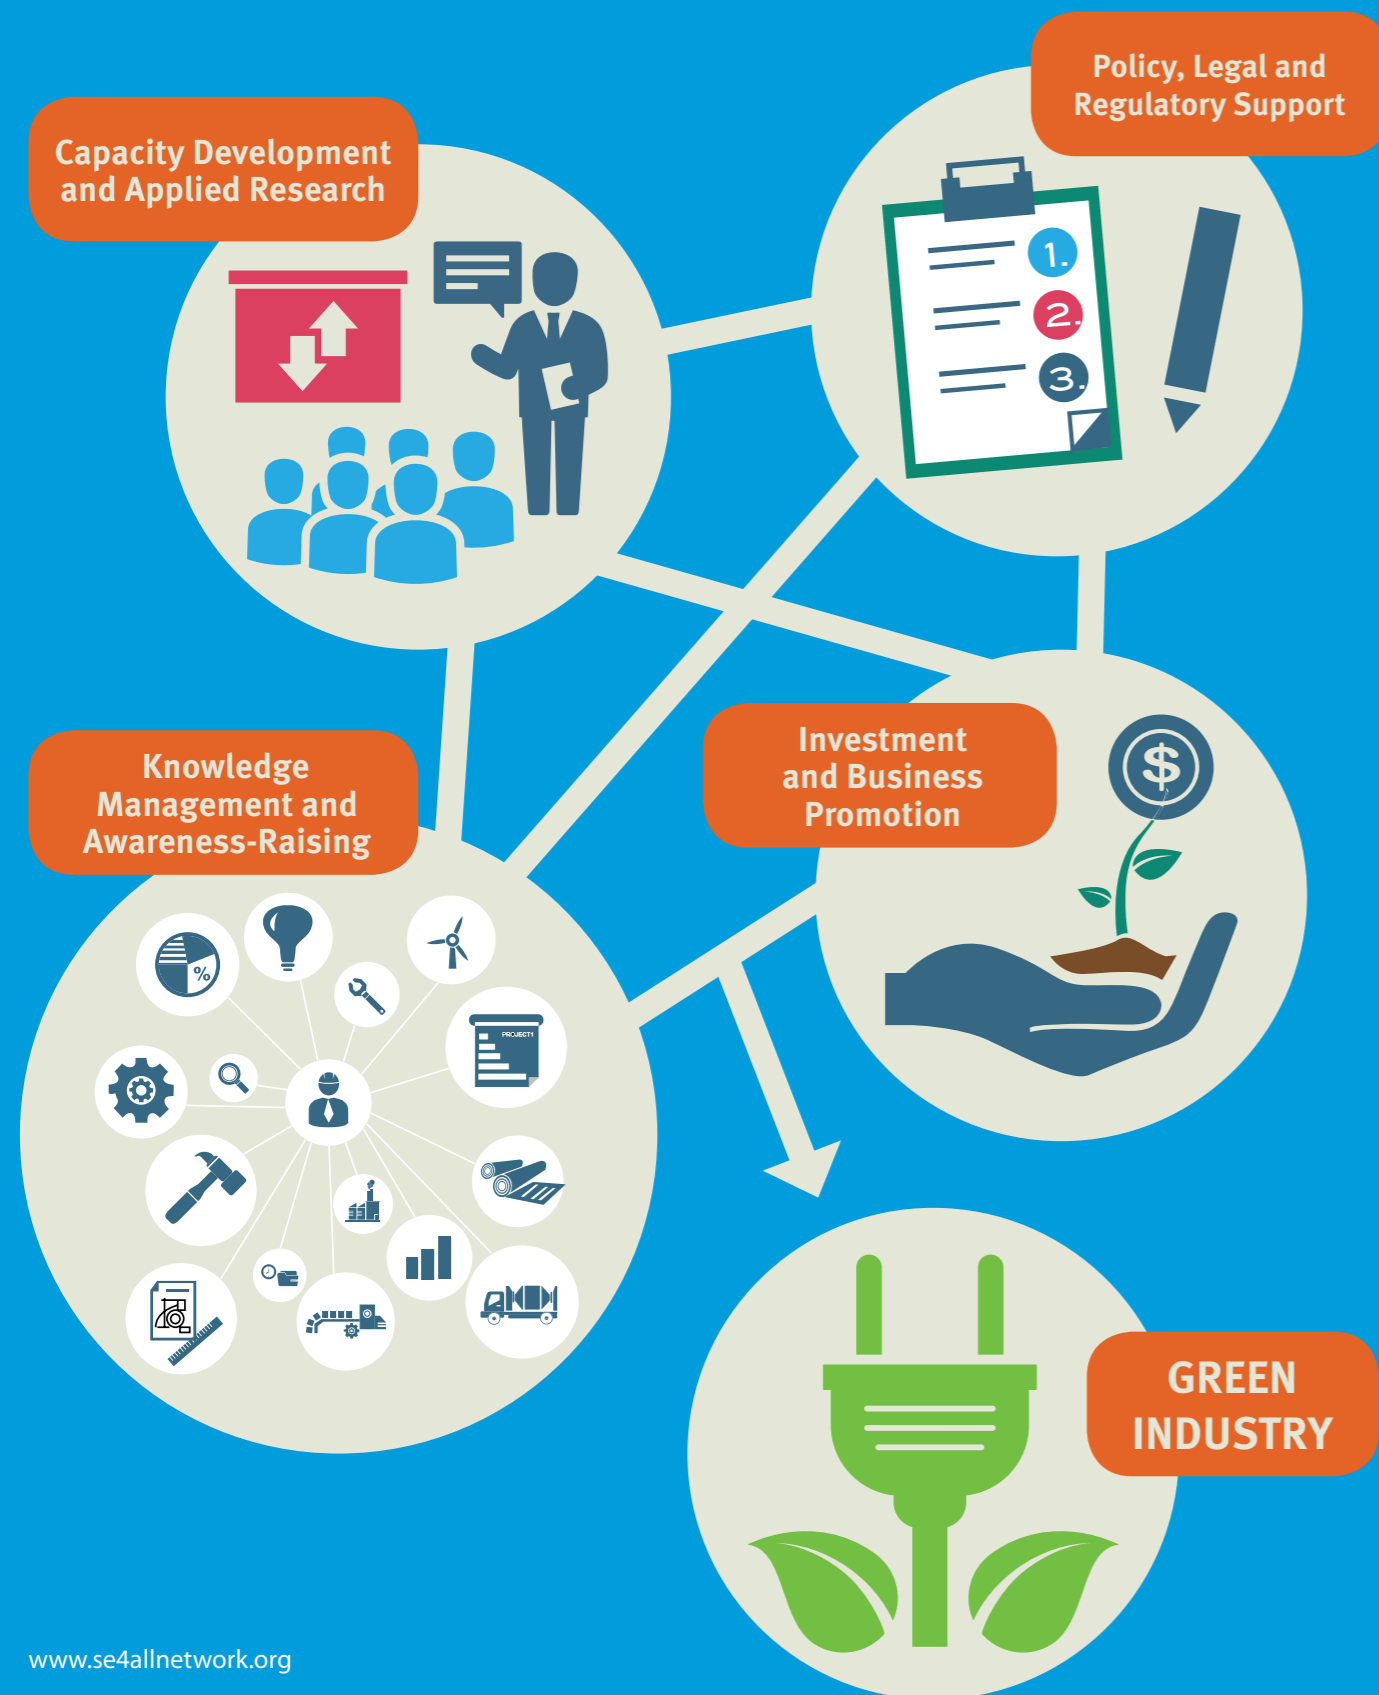 Policy, Legal and
Regulatory Support
Capacity Development
and Applied Research
1.
2.
3.
Investment
and Business
Promotion
$
Knowledge
Management and
Awareness-Raising
%
PROJECT1
GREEN
INDUSTRY
www.se4allnetwork.org